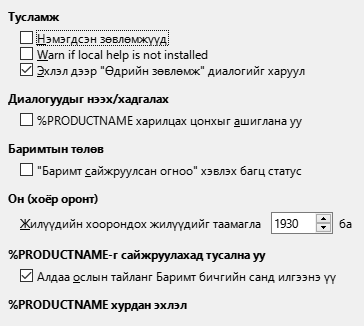 Тусламж
Нэмэгдсэн зөвлөмжүүд
Warn if local help is not installed
Эхлэл дээр "Өдрийн зөвлөмж" диалогийг харуул
Диалогуудыг нээх/хадгалах
%PRODUCTNAME харилцах цонхыг ашиглана уу
Баримтын төлөв
"Баримт сайжруулсан огноо" хэвлэх багц статус
Он (хоёр оронт)
Жилүүдийн хоорондох жилүүдийг таамагла 1930 ба
%PRODUCTNAME-г сайжруулахад тусална уу
Алдаа ослын тайланг Баримт бичгийн санд илгээнэ үү
%PRODUCTNAME хурдан эхлэл